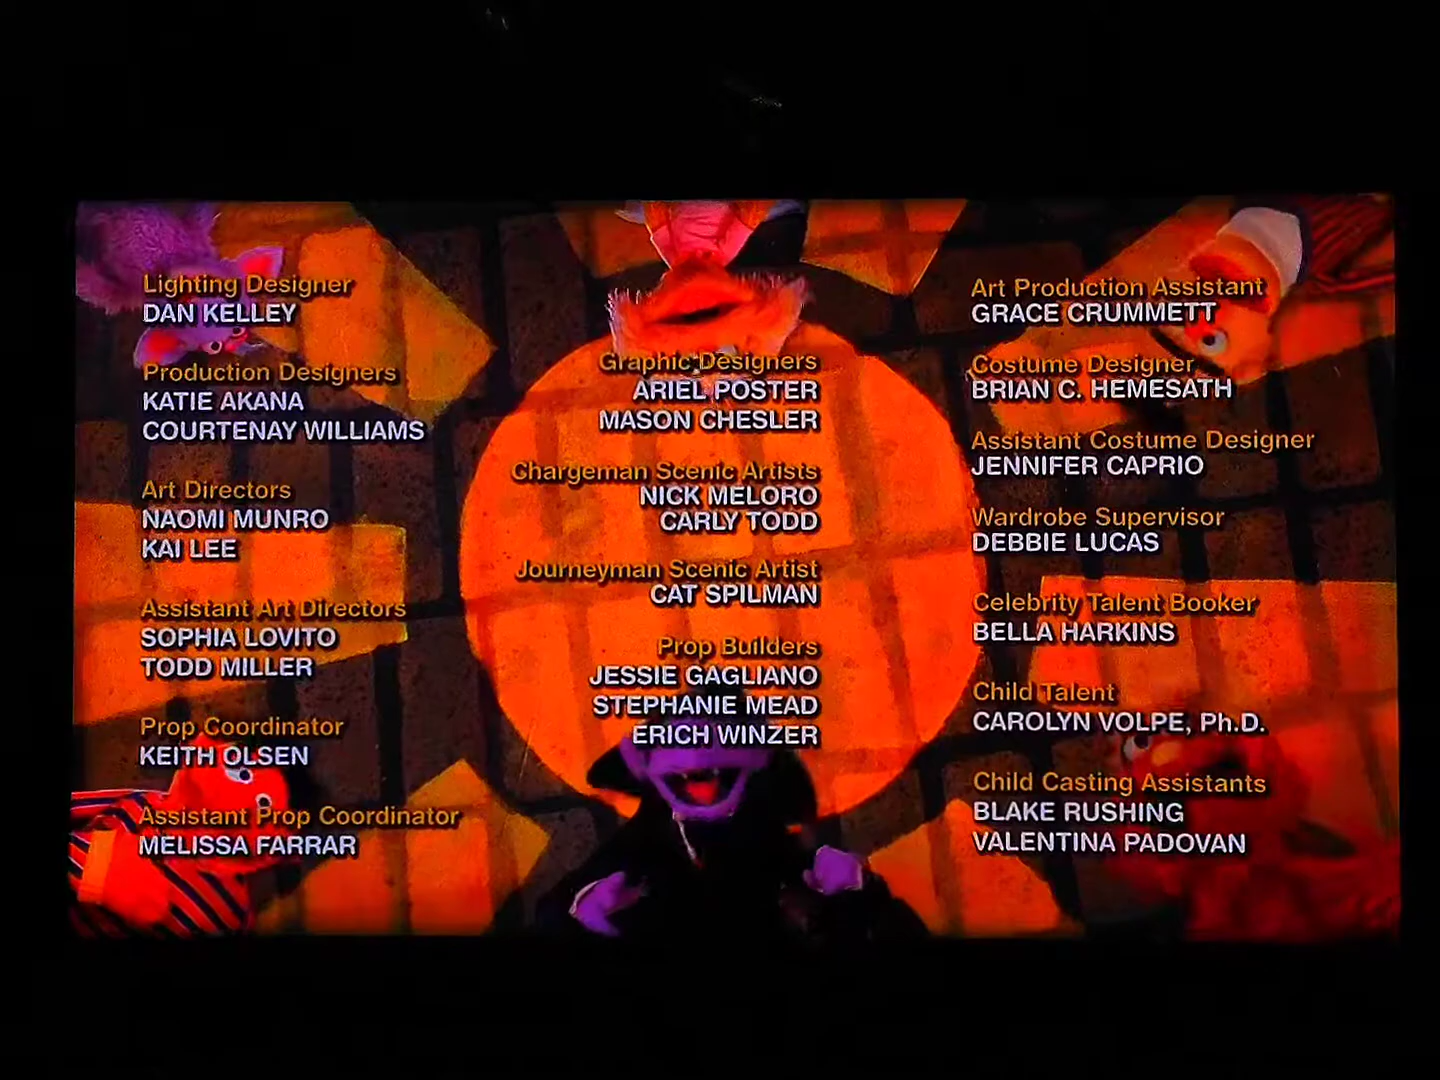 Lighting Designer
DAN KELLEY
Production Designers
KATIE AKANA
COURTENAY WILLIAMS
Art Directors
NAOMI MUNRO
KAI LEE
Assistant Art Directors
SOPHIA LOVITO
TODD MILLER
Prop Coordinator
KEITH OLSEN
Assistant Prop Coordinator
MELISSA FARRAR
Graphic Designers
ARIEL POSTER
MASON CHESLER
Chargeman Scenic Artists
NICK MELORO
CARLY TODD
Journeyman Scenic Artist
CAT SPILMAN
Prop Builders
JESSIE GAGLIANO
STEPHANIE MEAD
ERICH WINZER
Art Production Assistant
GRACE CRUMMETT
Costume Designer
BRIAN C. HEMESATH
Assistant Costume Designer
JENNIFER CAPRIO
Wardrobe Supervisor
DEBBIE LUCAS
Celebrity Talent Booker
BELLA HARKINS
Child Talent
CAROLYN VOLPE, Ph.D.
Child Casting Assistants
BLAKE RUSHING
VALENTINA PADOVAN